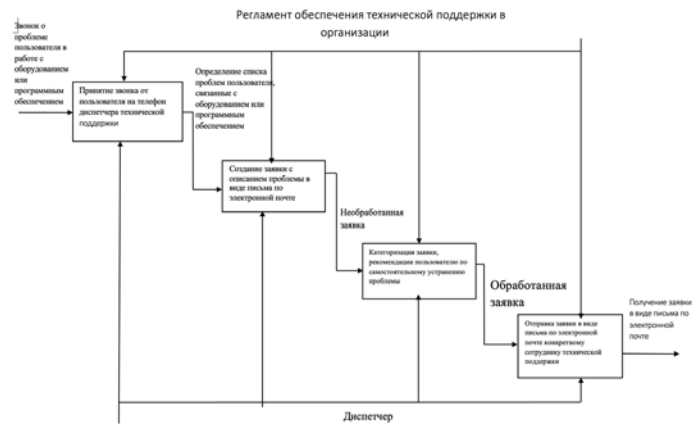 Регламент обеспечения технической поддержки в
организации
Звонок о
проблеме
пользователя в
работе с
оборудованием
или
программным
обеспечением
Принятие звонка от
пользователя на телефон
диспетчера технической
поддержки
Определение списка
проблем пользователя,
связанные с
оборудованием или
программным
обеспечением
Создание заявки с
описанием проблемы в
виде письма по
электронной почте
Необработанная
заявка
Категоризация заявки,
рекомендации пользователю по
самостоятельному устранению
проблемы
Обработанная
заявка
Отправка заявки в виде
письма по электронной
почте конкретному
сотруднику технической
поддержки
Получение заявки
в виде письма по
электронной
почте
Диспетчер